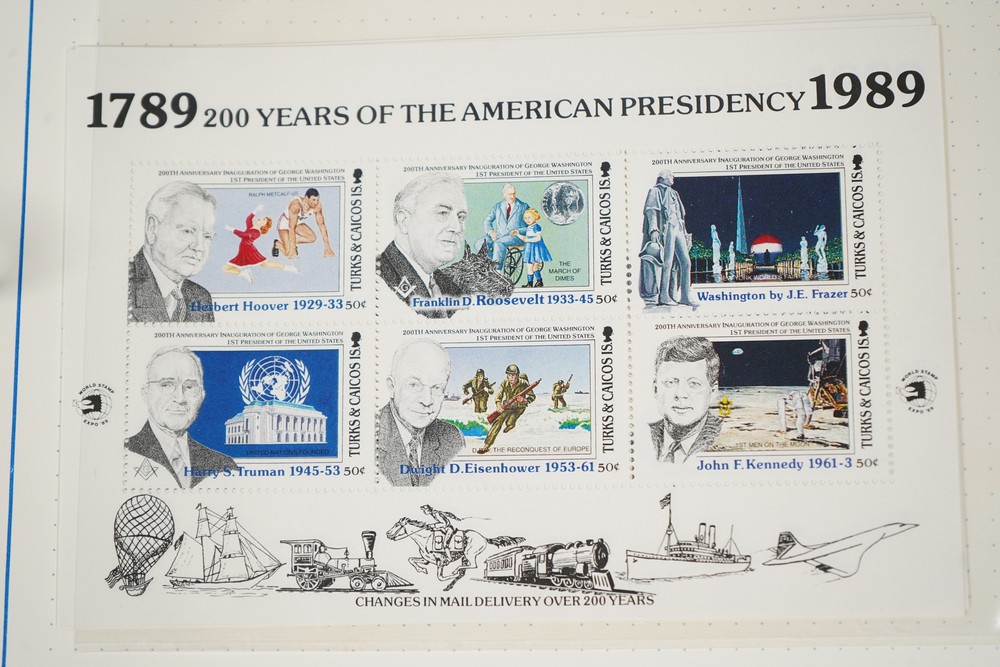 1789 200 YEARS OF THE AMERICAN PRESIDENCY 1989
200TH ANNIVERSARY INAUGURATION OF GEORGE WASHINGTON
1ST PRESIDENT OF THE UNITED STATES
RALPH METCALF-US
TURKS & CAICOS IS.
Herbert Hoover 1929-33 50¢
200TH ANNIVERSARY INAUGURATION OF GEORGE WASHINGTON
1ST PRESIDENT OF THE UNITED STATES
THE
MARCH OF
DIMES
TURKS & CAICOS IS.
Franklin D. Roosevelt 1933-45 50¢
200TH ANNIVERSARY INAUGURATION OF GEORGE WASHINGTON
1ST PRESIDENT OF THE UNITED STATES
TURKS & CAICOS IS.
Washington by J.E. Frazer 50¢
200TH ANNIVERSARY INAUGURATION OF GEORGE WASHINGTON
1ST PRESIDENT OF THE UNITED STATES
UNITED NATIONS FOUNDED
TURKS & CAICOS IS.
Harry S. Truman 1945-53 50¢
200TH ANNIVERSARY INAUGURATION OF GEORGE WASHINGTON
1ST PRESIDENT OF THE UNITED STATES
THE RECONQUEST OF EUROPE
TURKS & CAICOS IS.
Dwight D. Eisenhower 1953-61 50¢
200TH ANNIVERSARY INAUGURATION OF GEORGE WASHINGTON
1ST PRESIDENT OF THE UNITED STATES
1ST MEN ON THE MOON
TURKS & CAICOS IS.
John F. Kennedy 1961-3 50¢
WORLD STAMP
EXPO '89
WORLD STAMP
EXPO '89
CHANGES IN MAIL DELIVERY OVER 200 YEARS